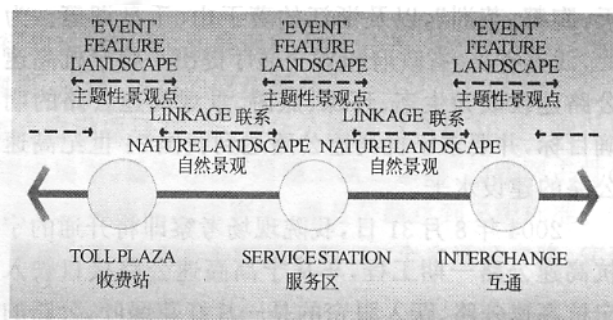 'EVENT' 'EVENT' 'EVENT'
FEATURE FEATURE FEATURE
LANDSCAPE LANDSCAPE LANDSCAPE
主题性景观点 主题性景观点 主题性景观点
LINKAGE 联系 LINKAGE 联系
NATURE LANDSCAPE NATURE LANDSCAPE
自然景观 自然景观
TOLL PLAZA SERVICE STATION INTERCHANGE
收费站 服务区 互通